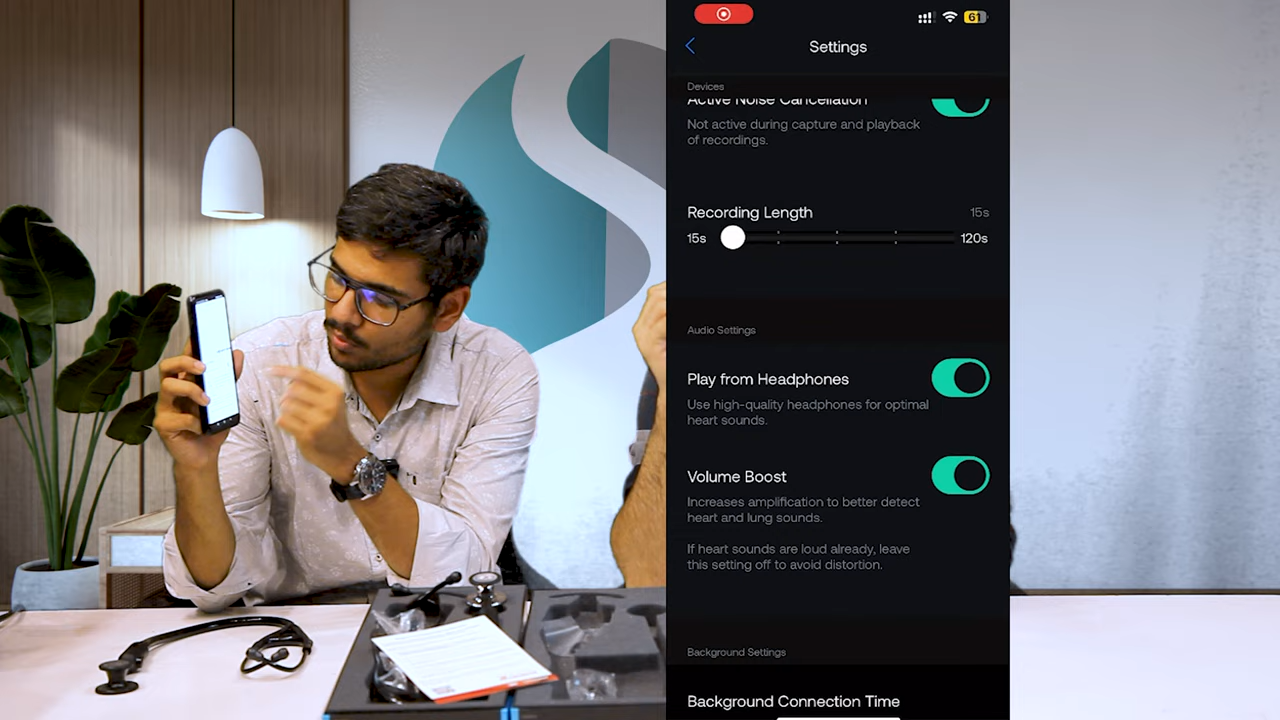 61
Settings
Devices
Active Noise Cancellation
Not active during capture and playback
of recordings.
Recording Length
15s
15s
120s
Audio Settings
Play from Headphones
Use high-quality headphones for optimal
heart sounds.
Volume Boost
Increases amplification to better detect
heart and lung sounds.
If heart sounds are loud already, leave
this setting off to avoid distortion.
Background Settings
Background Connection Time